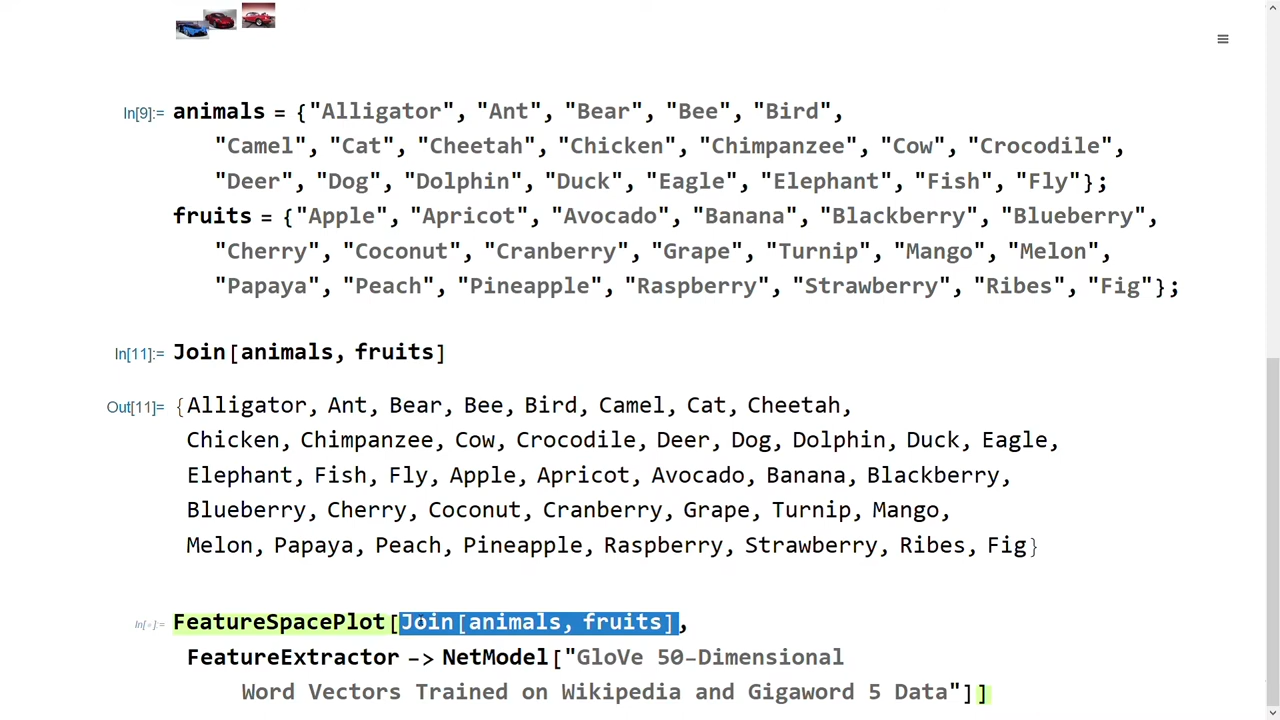 In[9]:= animals = {"Alligator", "Ant", "Bear", "Bee", "Bird",
"Camel", "Cat", "Cheetah", "Chicken", "Chimpanzee", "Cow", "Crocodile",
"Deer", "Dog", "Dolphin", "Duck", "Eagle", "Elephant", "Fish", "Fly"};
fruits = {"Apple", "Apricot", "Avocado", "Banana", "Blackberry", "Blueberry",
"Cherry", "Coconut", "Cranberry", "Grape", "Turnip", "Mango", "Melon",
"Papaya", "Peach", "Pineapple", "Raspberry", "Strawberry", "Ribes", "Fig"};
In[11]:= Join[animals, fruits]
Out[11]= {Alligator, Ant, Bear, Bee, Bird, Camel, Cat, Cheetah,
Chicken, Chimpanzee, Cow, Crocodile, Deer, Dog, Dolphin, Duck, Eagle,
Elephant, Fish, Fly, Apple, Apricot, Avocado, Banana, Blackberry,
Blueberry, Cherry, Coconut, Cranberry, Grape, Turnip, Mango,
Melon, Papaya, Peach, Pineapple, Raspberry, Strawberry, Ribes, Fig}
In[∘]:= FeatureSpacePlot[Join[animals, fruits],
FeatureExtractor -> NetModel["GloVe 50-Dimensional
Word Vectors Trained on Wikipedia and Gigaword 5 Data"]]